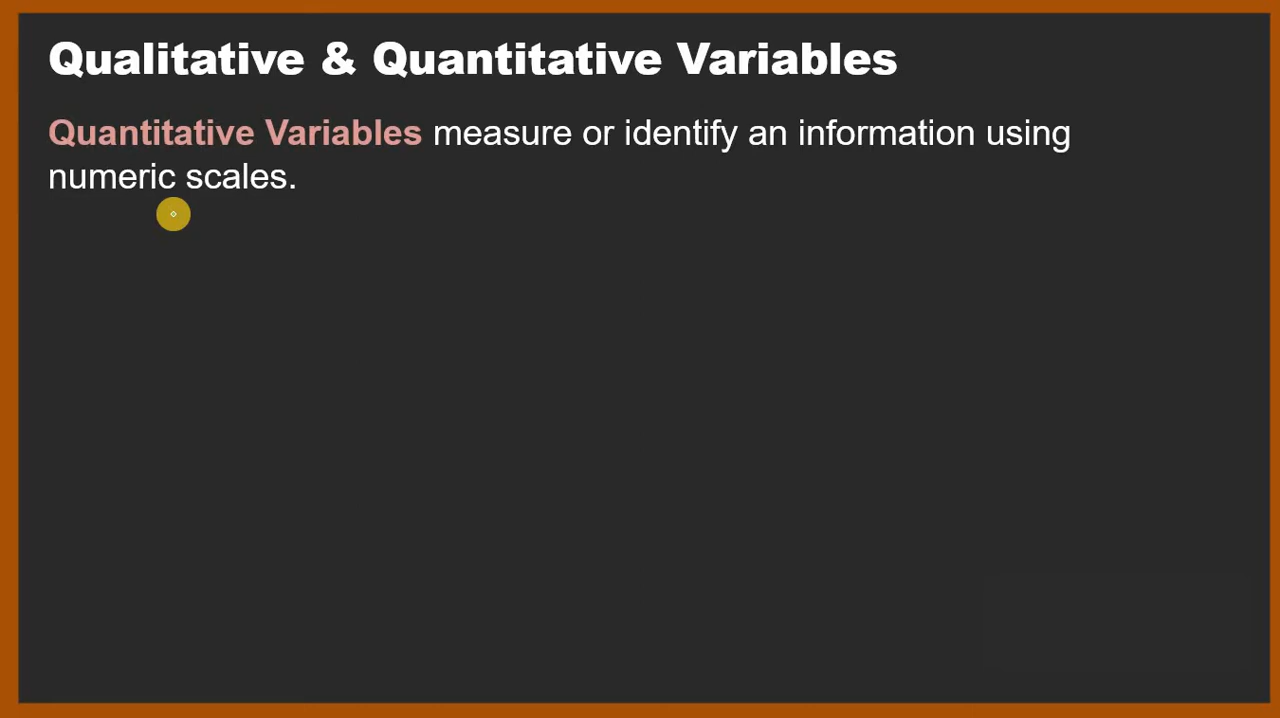 Qualitative & Quantitative Variables
Quantitative Variables measure or identify an information using
numeric scales.